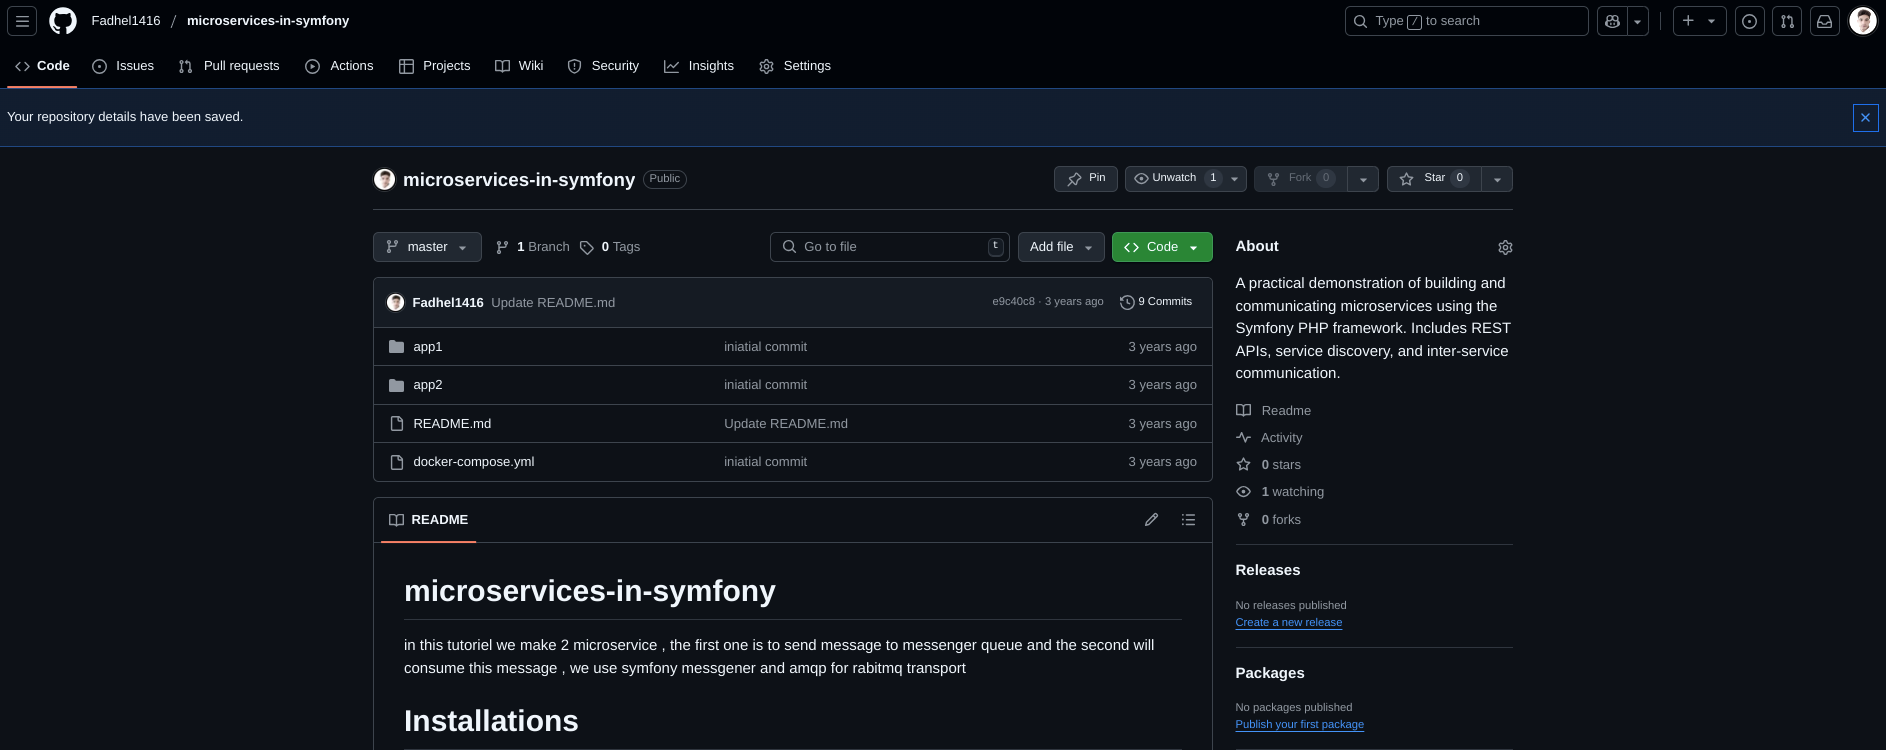 Fadhel1416 / microservices-in-symfony
Type / to search
Code Issues Pull requests Actions Projects Wiki Security Insights Settings
Your repository details have been saved.
microservices-in-symfony Public
Pin Unwatch 1 Fork 0 Star 0
master 1 Branch 0 Tags
Go to file t Add file Code
Fadhel1416 Update README.md e9c40c8 · 3 years ago 9 Commits
app1 iniatial commit 3 years ago
app2 iniatial commit 3 years ago
README.md Update README.md 3 years ago
docker-compose.yml iniatial commit 3 years ago
README
microservices-in-symfony
in this tutoriel we make 2 microservice , the first one is to send message to messenger queue and the second will
consume this message , we use symfony messgener and amqp for rabitmq transport
Installations
About
A practical demonstration of building and
communicating microservices using the
Symfony PHP framework. Includes REST
APIs, service discovery, and inter-service
communication.
Readme
Activity
0 stars
1 watching
0 forks
Releases
No releases published
Create a new release
Packages
No packages published
Publish your first package